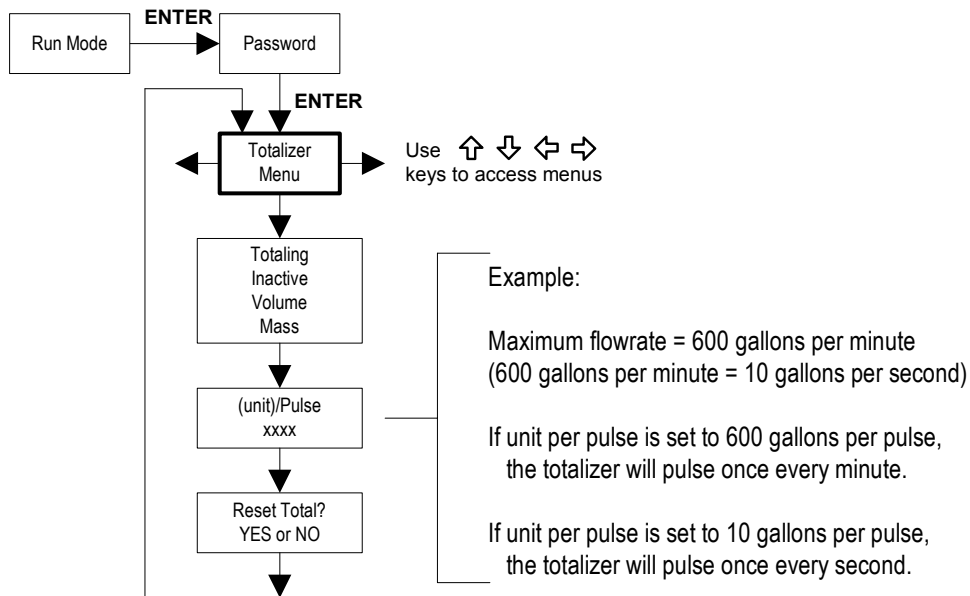 ENTER
Run Mode
Password
ENTER
Totalizer
Menu
Use
keys to access menus
Totaling
Inactive
Volume
Mass
(unit)/Pulse
xxxx
Reset Total?
YES or NO
Example:
Maximum flowrate = 600 gallons per minute
(600 gallons per minute = 10 gallons per second)
If unit per pulse is set to 600 gallons per pulse,
the totalizer will pulse once every minute.
If unit per pulse is set to 10 gallons per pulse,
the totalizer will pulse once every second.